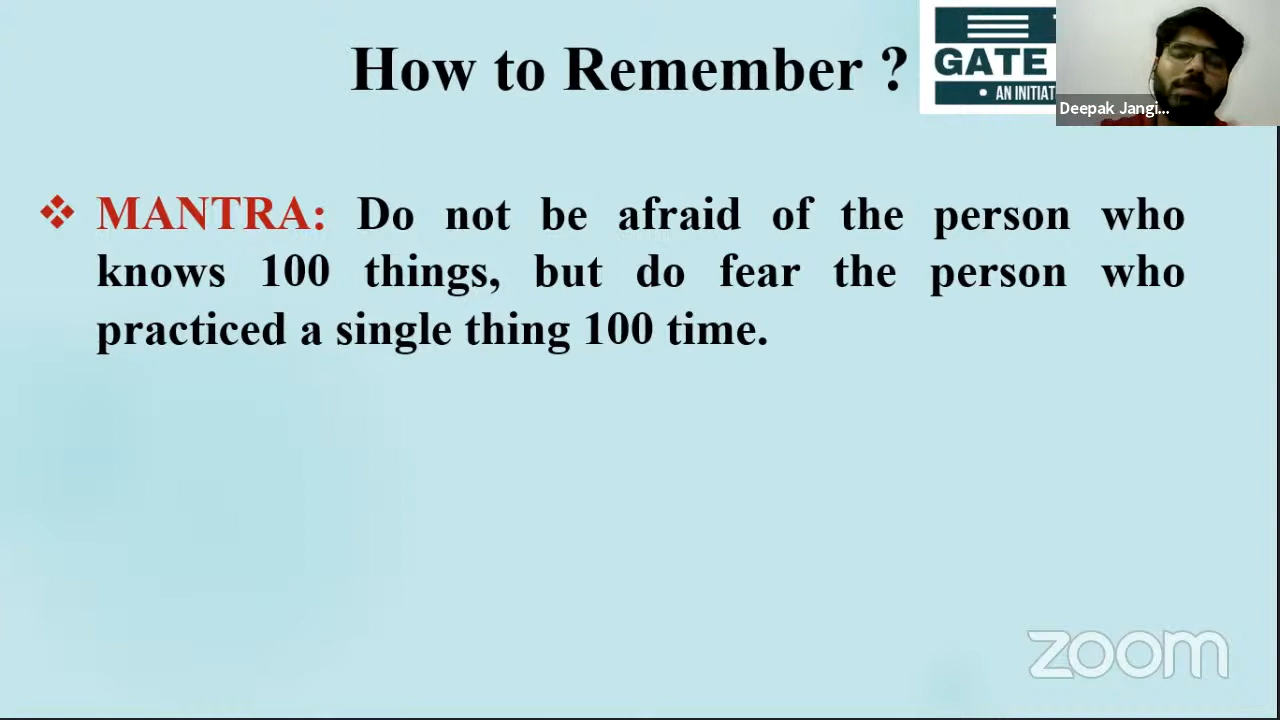 How to Remember ?
GATE
• AN INITIAT
Deepak Jangi...
❖ MANTRA: Do not be afraid of the person who
knows 100 things, but do fear the person who
practiced a single thing 100 time.
zoom